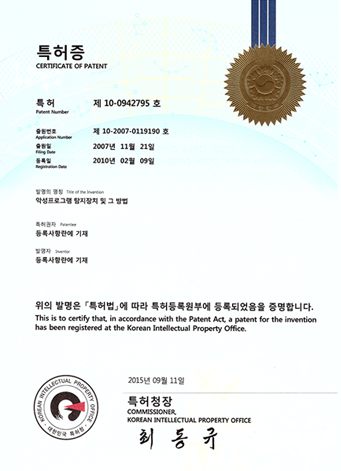 특허증
CERTIFICATE OF PATENT
특허 제 10-0942795 호
Patent Number
출원번호 제 10-2007-0119190 호
Application Number
출원일 2007년 11월 21일
Filing Date
등록일 2010년 02월 09일
Registration Date
발명의 명칭 Title of the Invention
악성프로그램 탐지장치 및 그 방법
특허권자 Patentee
등록사항란에 기재
발명자 Inventor
등록사항란에 기재
위의 발명은 「특허법」에 따라 특허등록원부에 등록되었음을 증명합니다.
This is to certify that, in accordance with the Patent Act, a patent for the invention
has been registered at the Korean Intellectual Property Office.
2015년 09월 11일
특허청장
COMMISSIONER,
KOREAN INTELLECTUAL PROPERTY OFFICE
최동규
KOREAN INTELLECTUAL PROPERTY OFFICE
대한민국 특허청